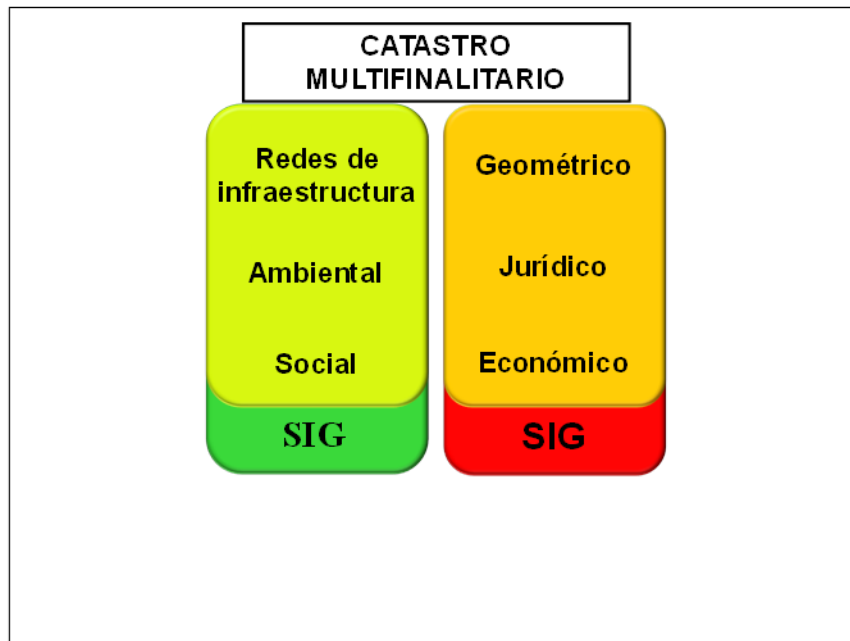 CATASTRO
MULTIFINALITARIO
Redes de
infraestructura
Ambiental
Social
SIG
Geométrico
Jurídico
Económico
SIG